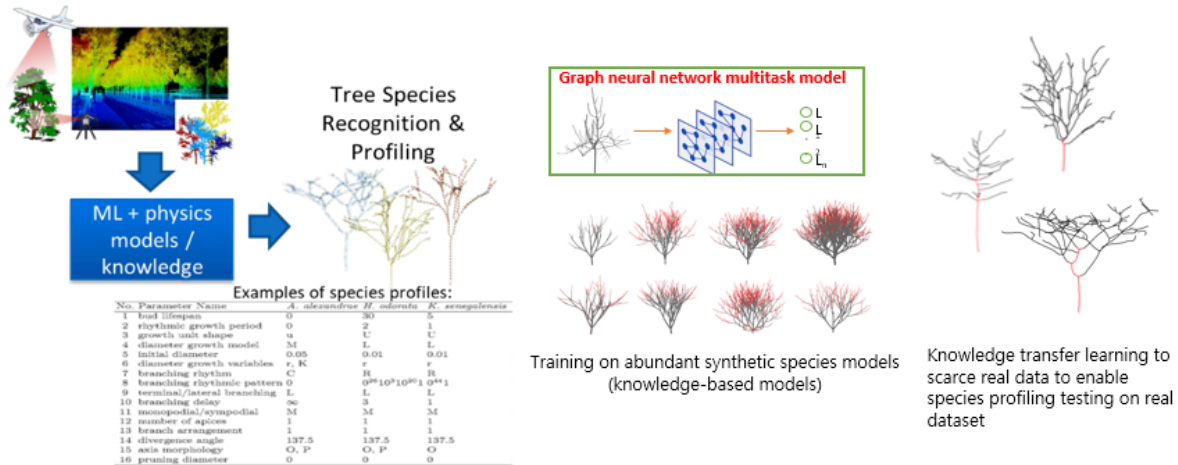 Tree Species
Recognition &
Profiling
ML + physics
models /
knowledge
Examples of species profiles:
No. Parameter Name A. alexandrae H. odorata K. senegalensis
1 bud lifespan 0 30 5
2 rhythmic growth period 0 2 1
3 growth unit shape u U U
4 diameter growth model M L L
5 initial diameter 0.05 0.01 0.01
6 diameter growth variables r, K r r
7 branching rhythm C R R
8 branching rhythmic pattern 0
9 terminal/lateral branching L L L
10 branching delay ∞ 3 1
11 monopodial/sympodial M M M
12 number of apices 1 1 1
13 branch arrangement 1 1 1
14 divergence angle 137.5 137.5 137.5
15 axis morphology O, P O, P O
16 pruning diameter 0 0 0
Graph neural network multitask model
L
L
2
Lₙ
Training on abundant synthetic species models
(knowledge-based models)
Knowledge transfer learning to
scarce real data to enable
species profiling testing on real
dataset